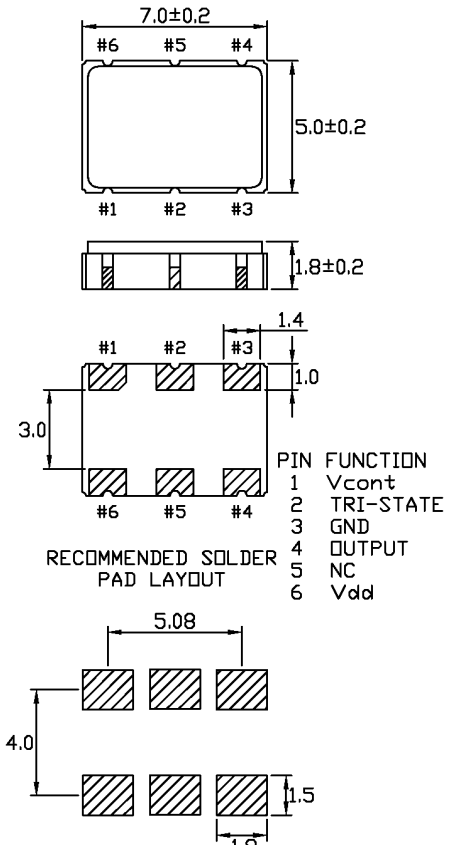 7.0±0.2
#6 #5 #4
5.0±0.2
#1 #2 #3
1.8±0.2
1.4
#1 #2 #3
1.0
3.0
#6 #5 #4
PIN FUNCTION
1 Vcont
2 TRI-STATE
3 GND
4 OUTPUT
5 NC
6 Vdd
RECOMMENDED SOLDER
PAD LAYOUT
5.08
4.0
1.5